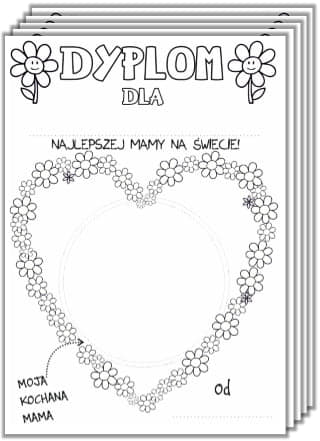 DYPLOM
DLA
NAJLEPSZEJ MAMY NA ŚWIECIE!
MOJA
KOCHANA
MAMA
od